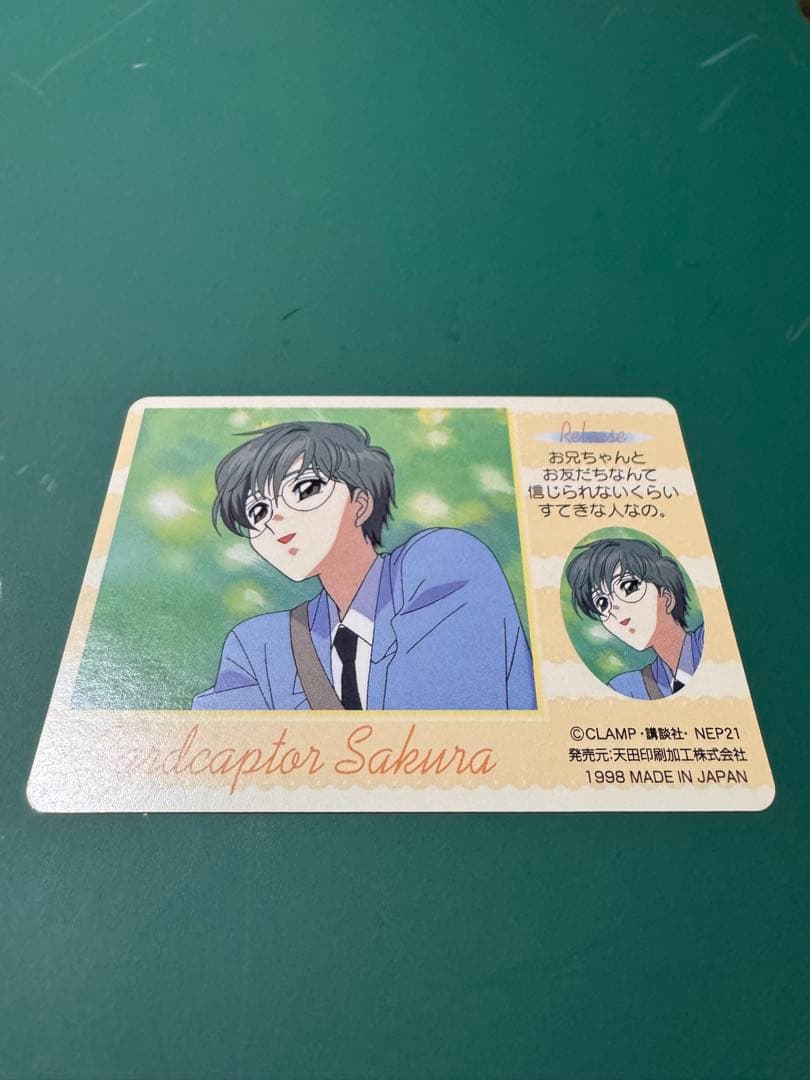 Release
お兄ちゃんと
お友だちなんて
信じられないくらい
すてきな人なの。
Cardcaptor Sakura
©CLAMP・講談社・NEP21
発売元:天田印刷加工株式会社
1998 MADE IN JAPAN